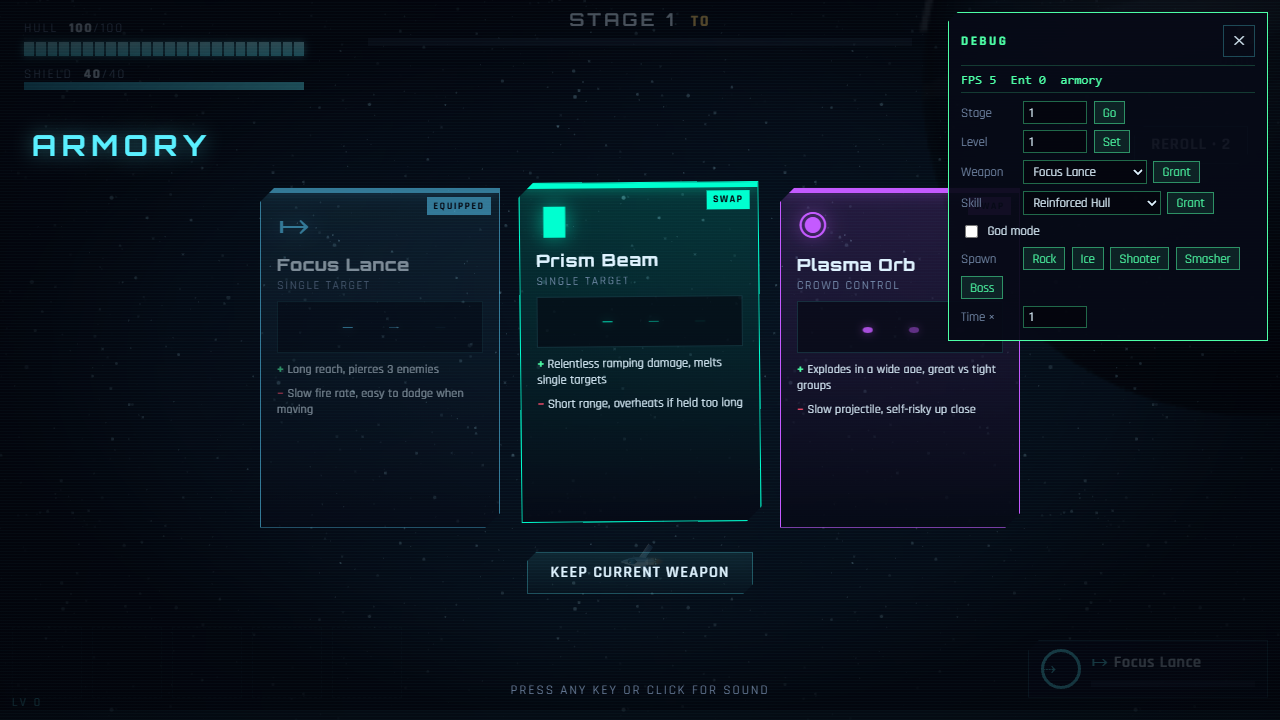 HULL 100/100
SHIELD 40/40
STAGE 1 TO
ARMORY
EQUIPPED
Focus Lance
SINGLE TARGET
+ Long reach, pierces 3 enemies
− Slow fire rate, easy to dodge when
moving
SWAP
Prism Beam
SINGLE TARGET
+ Relentless ramping damage, melts
single targets
− Short range, overheats if held too long
Plasma Orb
CROWD CONTROL
+ Explodes in a wide aoe, great vs tight
groups
− Slow projectile, self-risky up close
KEEP CURRENT WEAPON
PRESS ANY KEY OR CLICK FOR SOUND
LV 0
Focus Lance
DEBUG
×
FPS 5 Ent 0 armory
Stage 1 Go
Level 1 Set
REROLL · 2
Weapon Focus Lance Grant
Skill Reinforced Hull Grant
God mode
Spawn Rock Ice Shooter Smasher
Boss
Time × 1